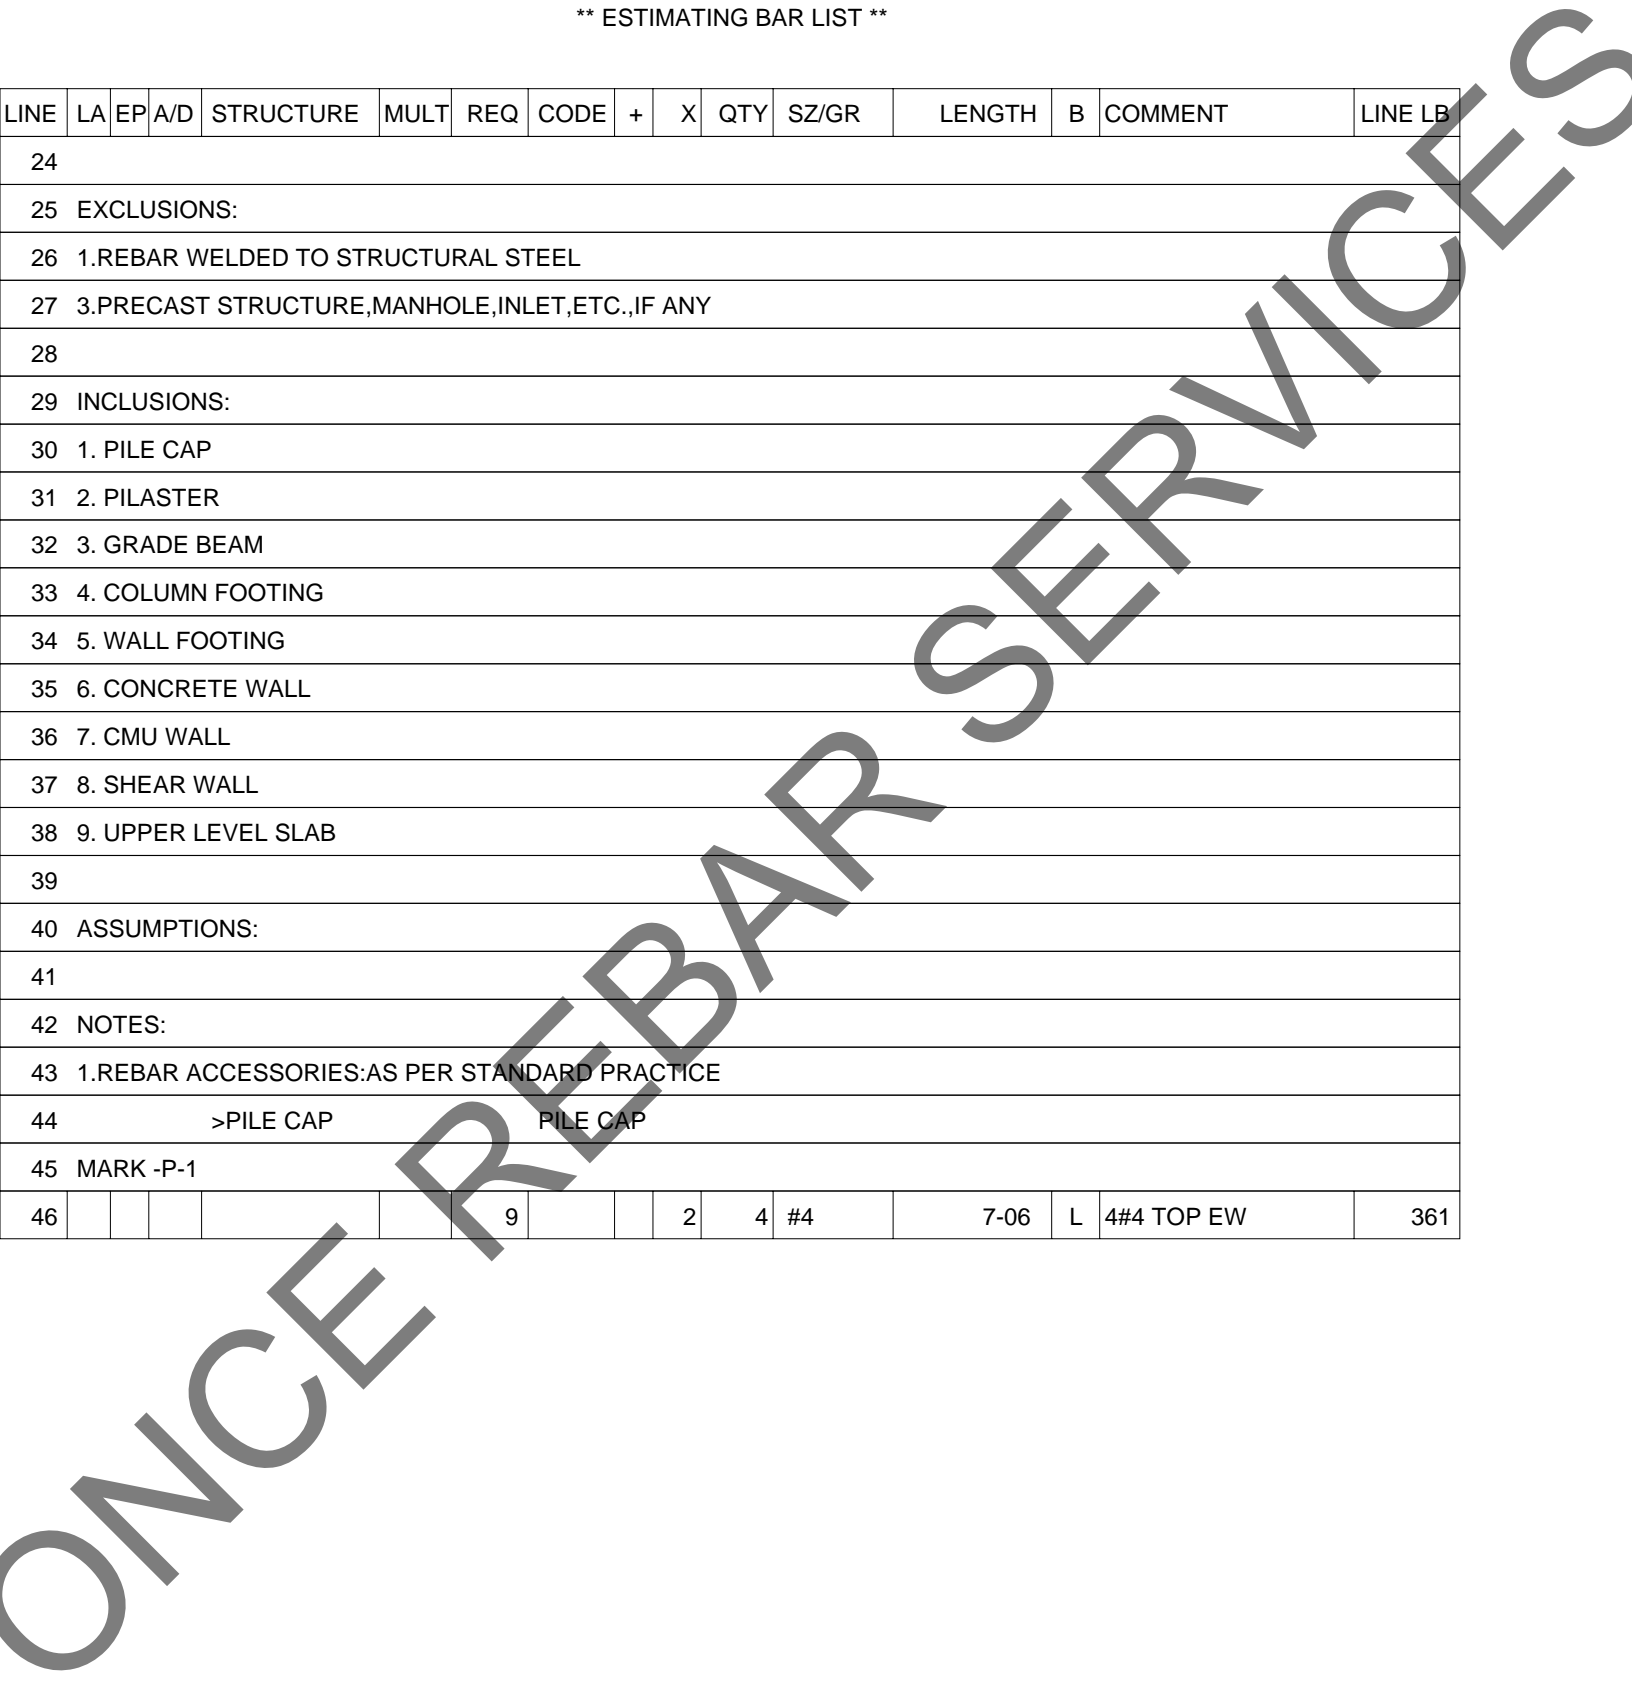 ** ESTIMATING BAR LIST **
LINE LA EP A/D STRUCTURE MULT REQ CODE + X QTY SZ/GR LENGTH B COMMENT LINE LB
24
25 EXCLUSIONS:
26 1.REBAR WELDED TO STRUCTURAL STEEL
27 3.PRECAST STRUCTURE,MANHOLE,INLET,ETC.,IF ANY
28
29 INCLUSIONS:
30 1. PILE CAP
31 2. PILASTER
32 3. GRADE BEAM
33 4. COLUMN FOOTING
34 5. WALL FOOTING
35 6. CONCRETE WALL
36 7. CMU WALL
37 8. SHEAR WALL
38 9. UPPER LEVEL SLAB
39
40 ASSUMPTIONS:
41
42 NOTES:
43 1.REBAR ACCESSORIES:AS PER STANDARD PRACTICE
44 >PILE CAP PILE CAP
45 MARK -P-1
46 9 2 4 #4 7-06 L 4#4 TOP EW 361
ONCE REBAR SERVICES